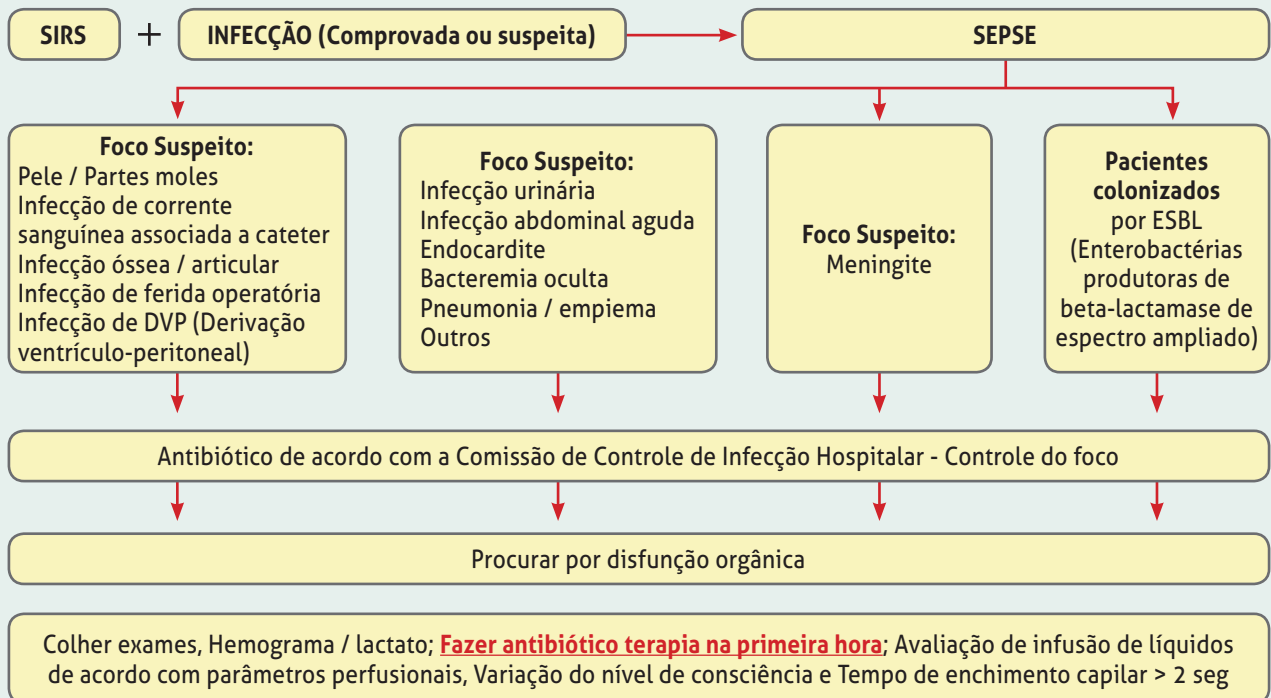 SIRS + INFECÇÃO (Comprovada ou suspeita)
SEPSE
Foco Suspeito:
Pele / Partes moles
Infecção de corrente
sanguínea associada a cateter
Infecção óssea / articular
Infecção de ferida operatória
Infecção de DVP (Derivação
ventrículo-peritoneal)
Foco Suspeito:
Infecção urinária
Infecção abdominal aguda
Endocardite
Bacteremia oculta
Pneumonia / empiema
Outros
Foco Suspeito:
Meningite
Pacientes
colonizados
por ESBL
(Enterobactérias
produtoras de
beta-lactamase de
espectro ampliado)
Antibiótico de acordo com a Comissão de Controle de Infecção Hospitalar - Controle do foco
Procurar por disfunção orgânica
Colher exames, Hemograma / lactato; Fazer antibiótico terapia na primeira hora; Avaliação de infusão de líquidos
de acordo com parâmetros perfusionais, Variação do nível de consciência e Tempo de enchimento capilar > 2 seg